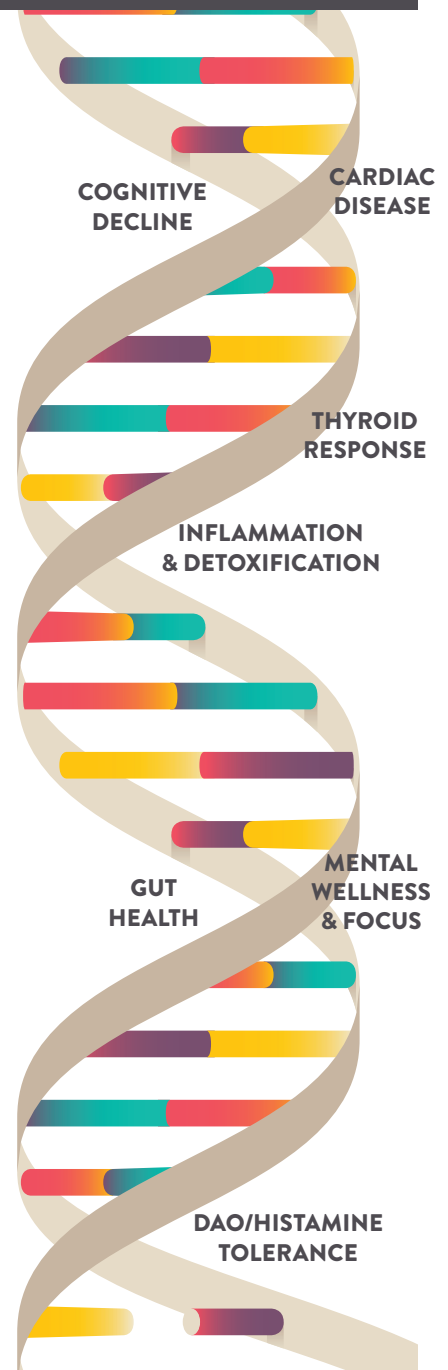 COGNITIVE
DECLINE
CARDIAC
DISEASE
THYROID
RESPONSE
INFLAMMATION
& DETOXIFICATION
GUT
HEALTH
MENTAL
WELLNESS
& FOCUS
DAO/HISTAMINE
TOLERANCE